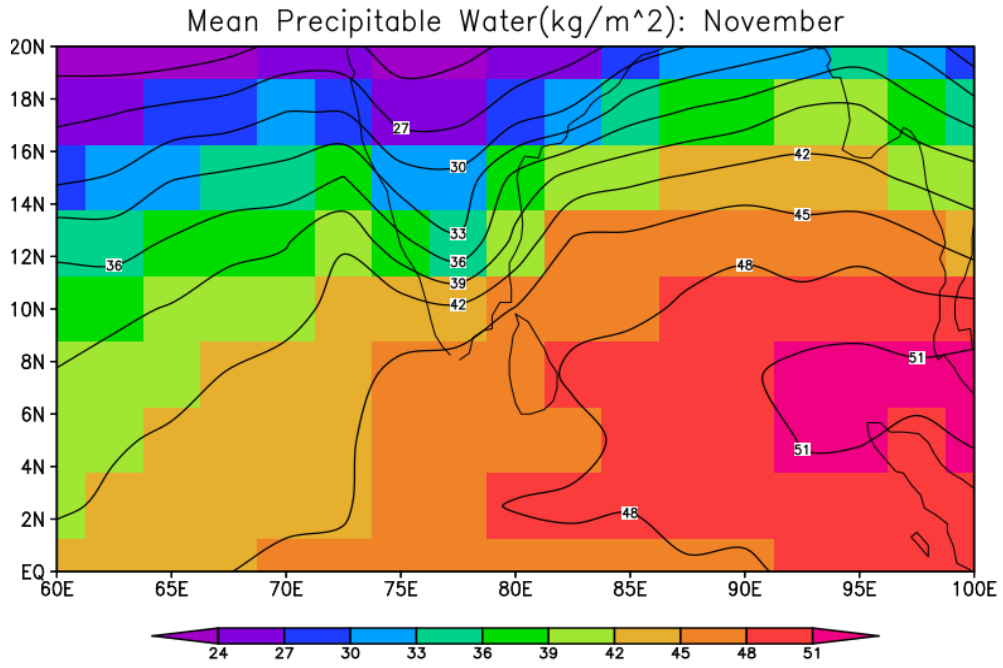 Mean Precipitable Water(kg/m^2): November
20N
18N
27
16N
30
42
14N
45
33
12N
36
36
48
39
10N
42
8N
51
6N
51
4N
2N
48
EQ
60E 65E 70E 75E 80E 85E 90E 95E 100E
24 27 30 33 36 39 42 45 48 51